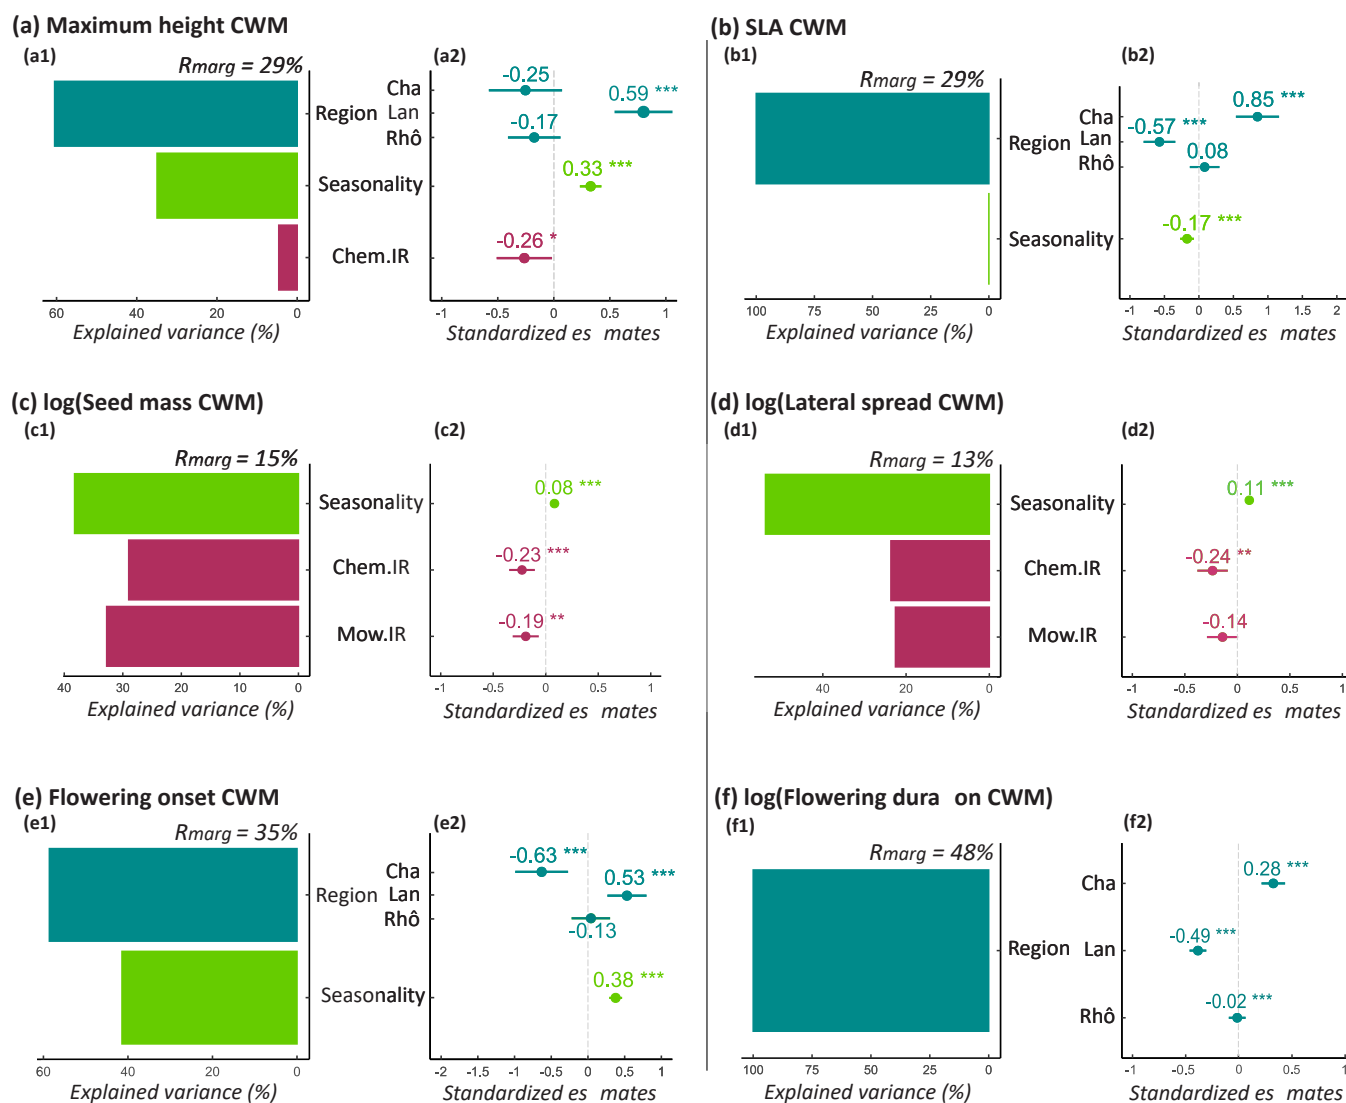 (a) Maximum height CWM
(a1)
Rmarg = 29%
Region
Seasonality
Chem.IR
60
40
20
0
Explained variance (%)
(a2)
Cha
Lan
Rhô
-0.25
0.59 ***
-0.17
0.33 ***
-0.26 *
-1
-0.5
0
0.5
1
Standardized es mates
(b) SLA CWM
(b1)
Rmarg = 29%
Region
Seasonality
100
75
50
25
0
Explained variance (%)
(b2)
Cha
Lan
Rhô
0.85 ***
-0.57 ***
0.08
-0.17 ***
-1
-0.5
0
0.5
1
1.5
2
Standardized es mates
(c) log(Seed mass CWM)
(c1)
Rmarg = 15%
Seasonality
Chem.IR
Mow.IR
40
30
20
10
0
Explained variance (%)
(c2)
0.08 ***
-0.23 ***
-0.19 **
-1
-0.5
0
0.5
1
Standardized es mates
(d) log(Lateral spread CWM)
(d1)
Rmarg = 13%
Seasonality
Chem.IR
Mow.IR
40
20
0
Explained variance (%)
(d2)
0.11 ***
-0.24 **
-0.14
-1
-0.5
0
0.5
1
Standardized es mates
(e) Flowering onset CWM
(e1)
Rmarg = 35%
Region
Seasonality
60
40
20
0
Explained variance (%)
(e2)
Cha
Lan
Rhô
-0.63 ***
0.53 ***
-0.13
0.38 ***
-2
-1.5
-1
-0.5
0
0.5
1
Standardized es mates
(f) log(Flowering dura on CWM)
(f1)
Rmarg = 48%
Region
100
75
50
25
0
Explained variance (%)
(f2)
Cha
Lan
Rhô
0.28 ***
-0.49 ***
-0.02 ***
-1
-0.5
0
0.5
1
Standardized es mates